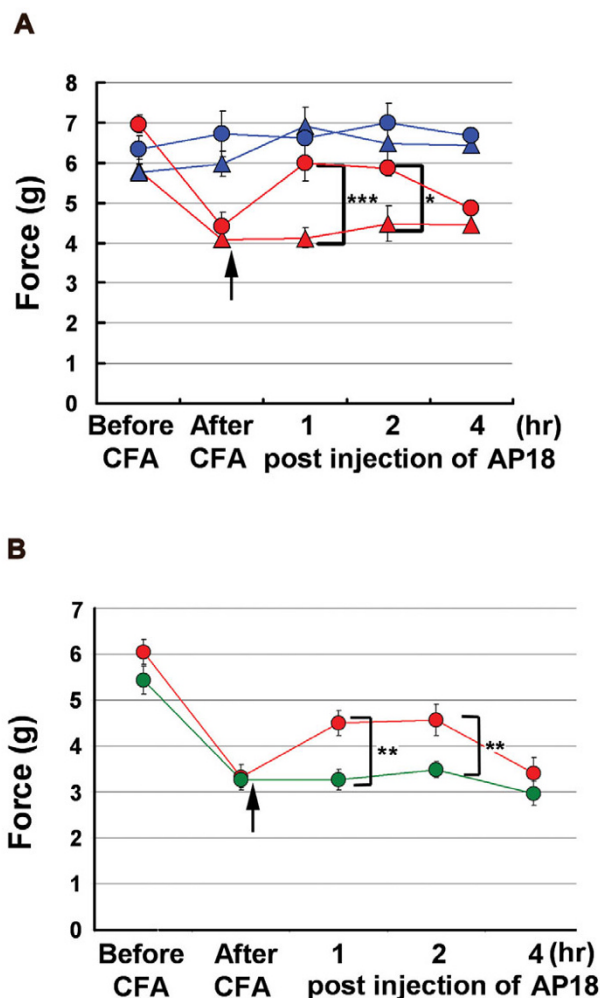 A
8
7
6
5
4
3
2
1
0
Force (g)
***
*
Before After 1 2 4 (hr)
CFA CFA post injection of AP18
B
7
6
5
4
3
2
1
0
Force (g)
**
**
Before After 1 2 4 (hr)
CFA CFA post injection of AP18